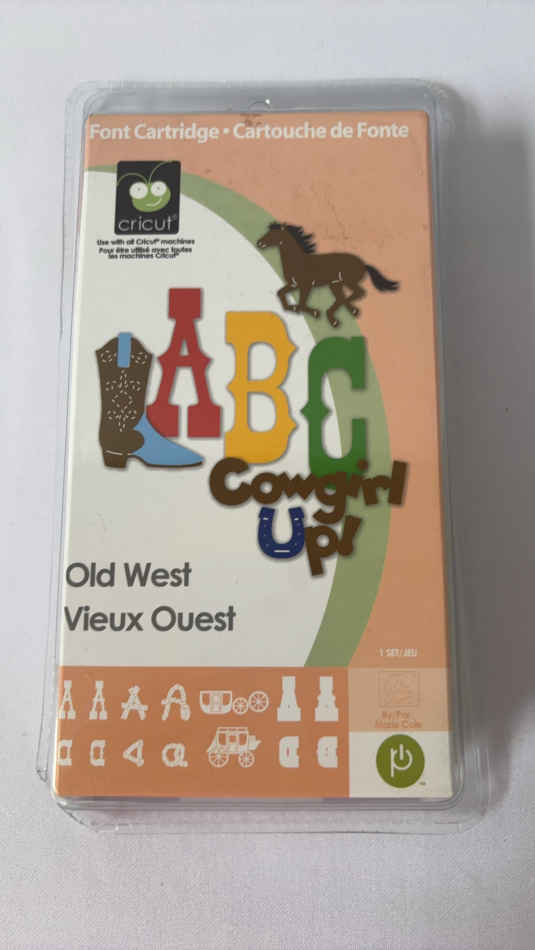 Font Cartridge • Cartouche de Fonte
cricut®
Use with all Cricut® machines
Pour être utilisé avec toutes
les machines Cricut®
ABC
Cowgirl
Up!
Old West
Vieux Ouest
1 SET/JEU